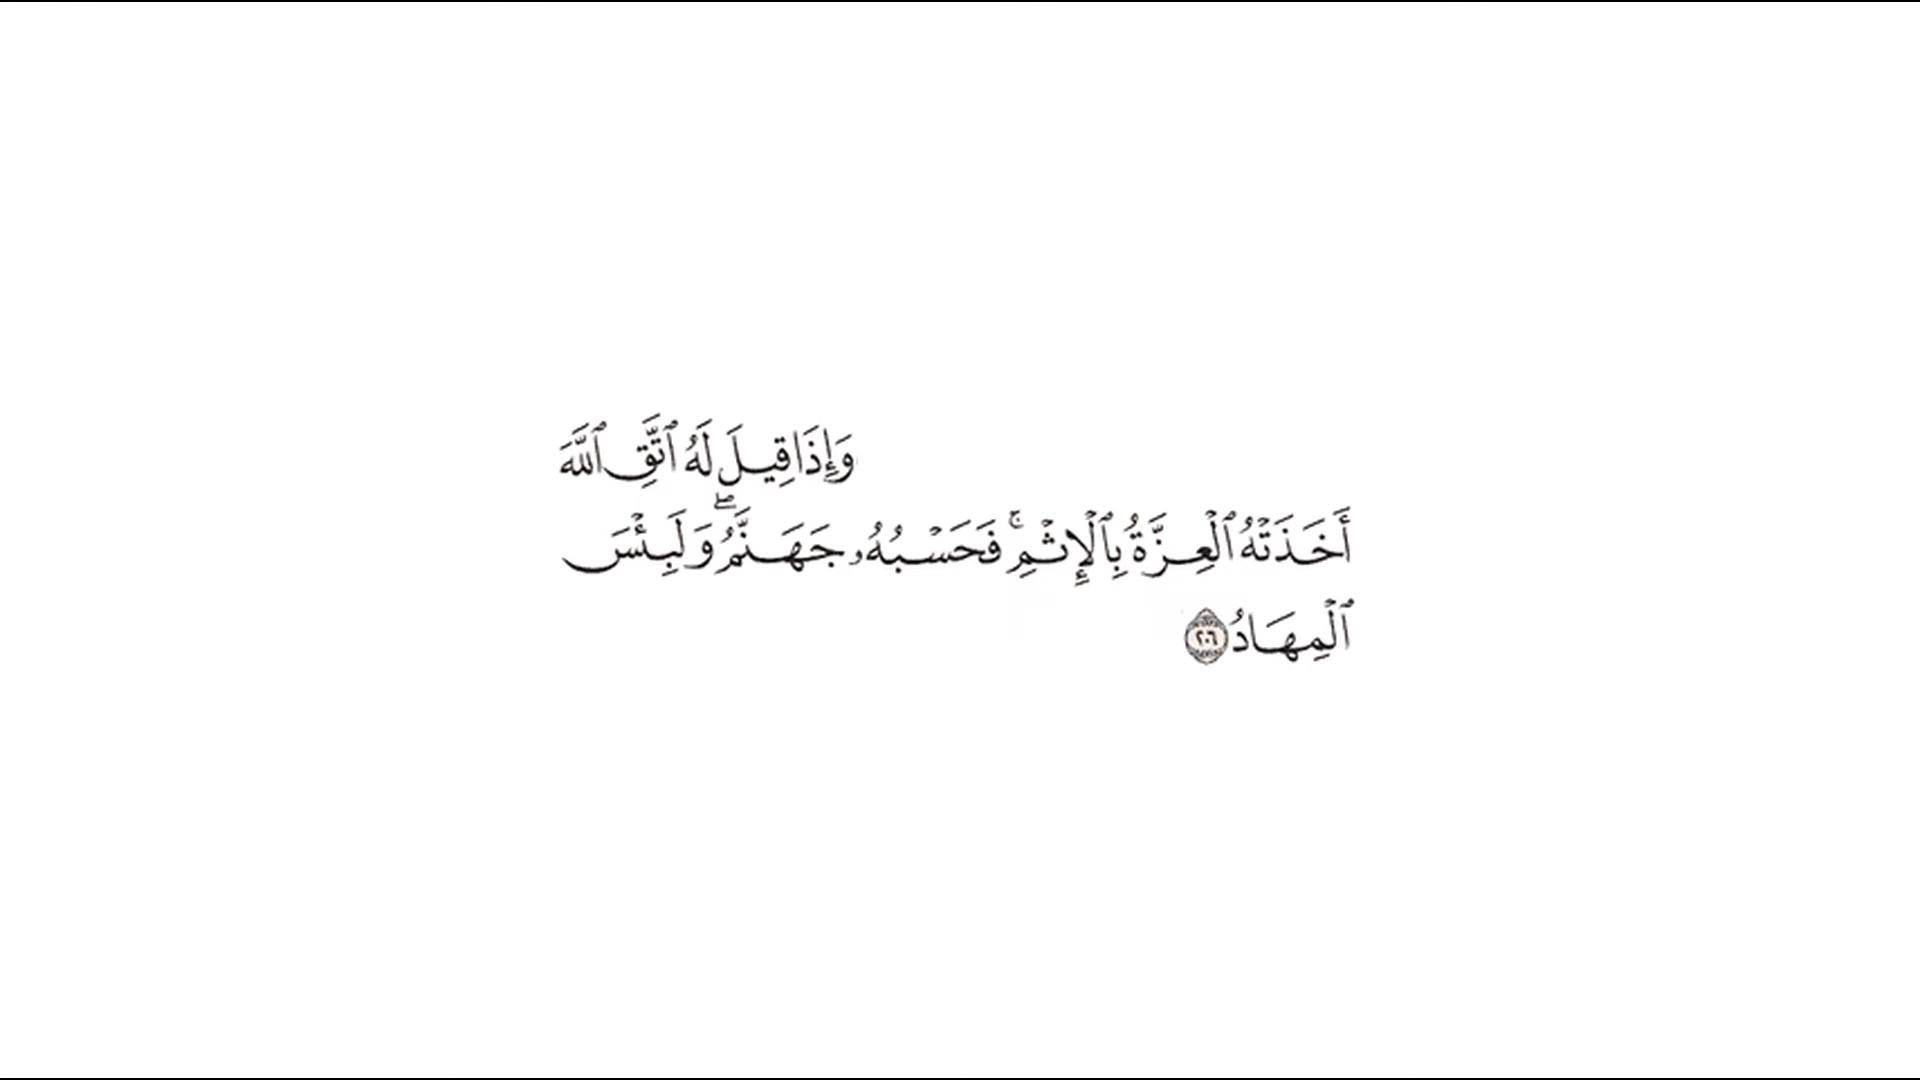 وَإِذَا قِيلَ لَهُ ٱتَّقِ ٱللَّهَ
أَخَذَتْهُ ٱلْعِزَّةُ بِٱلْإِثْمِ ۚ فَحَسْبُهُۥ جَهَنَّمُ ۖ وَلَبِئْسَ
ٱلْمِهَادُ ٢٠٦